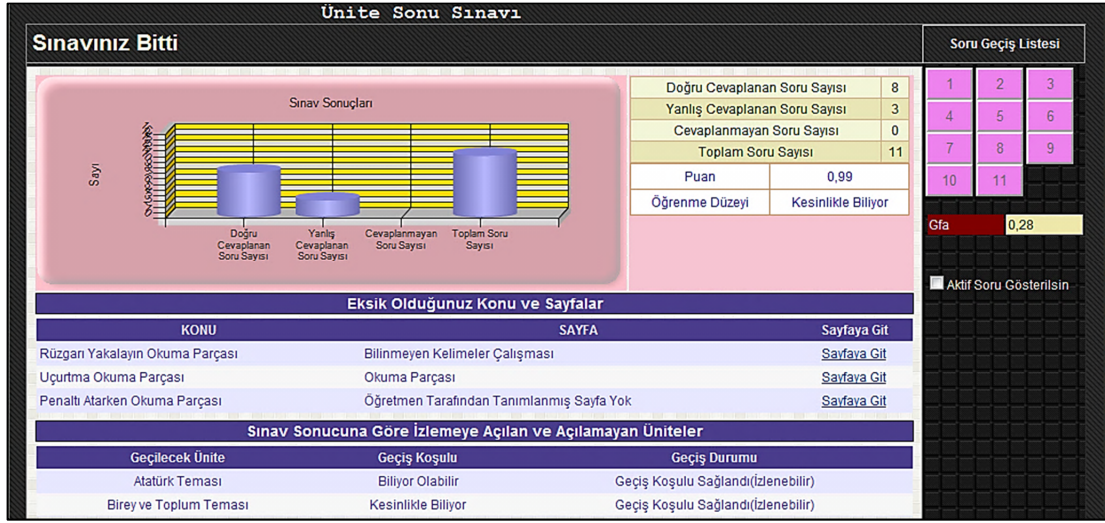 Ünite Sonu Sınavı
Sınavınız Bitti
Soru Geçiş Listesi
Sınav Sonuçları
Sayı
Doğru Cevaplanan Soru Sayısı
Yanlış Cevaplanan Soru Sayısı
Cevaplanmayan Soru Sayısı
Toplam Soru Sayısı
Doğru Cevaplanan Soru Sayısı 8
Yanlış Cevaplanan Soru Sayısı 3
Cevaplanmayan Soru Sayısı 0
Toplam Soru Sayısı 11
Puan 0,99
Öğrenme Düzeyi Kesinlikle Biliyor
1 2 3
4 5 6
7 8 9
10 11
Gfa 0,28
Aktif Soru Gösterilsin
Eksik Olduğunuz Konu ve Sayfalar
KONU SAYFA Sayfaya Git
Rüzgarı Yakalayın Okuma Parçası Bilinmeyen Kelimeler Çalışması Sayfaya Git
Uçurtma Okuma Parçası Okuma Parçası Sayfaya Git
Penaltı Atarken Okuma Parçası Öğretmen Tarafından Tanımlanmış Sayfa Yok Sayfaya Git
Sınav Sonucuna Göre İzlemeye Açılan ve Açılamayan Üniteler
Geçilecek Ünite Geçiş Koşulu Geçiş Durumu
Atatürk Teması Biliyor Olabilir Geçiş Koşulu Sağlandı(İzlenebilir)
Birey ve Toplum Teması Kesinlikle Biliyor Geçiş Koşulu Sağlandı(İzlenebilir)